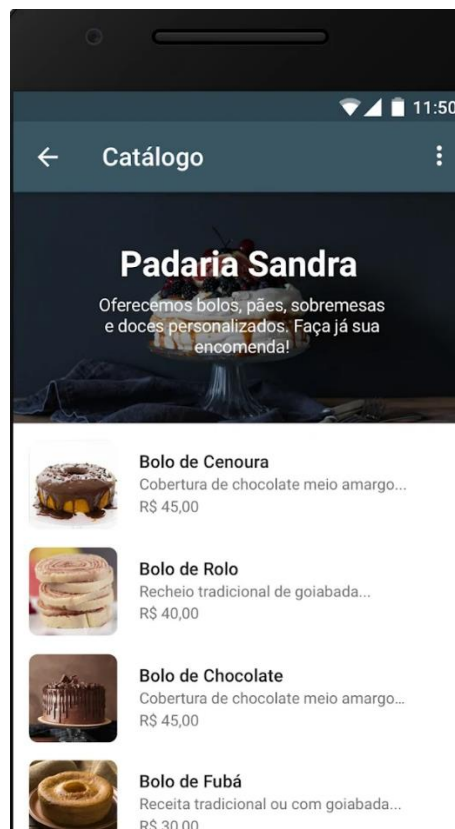 11:50
Catálogo
Padaria Sandra
Oferecemos bolos, pães, sobremesas
e doces personalizados. Faça já sua
encomenda!
Bolo de Cenoura
Cobertura de chocolate meio amargo...
R$ 45,00
Bolo de Rolo
Recheio tradicional de goiabada...
R$ 40,00
Bolo de Chocolate
Cobertura de chocolate meio amargo...
R$ 45,00
Bolo de Fubá
Receita tradicional ou com goiabada...
R$ 30,00